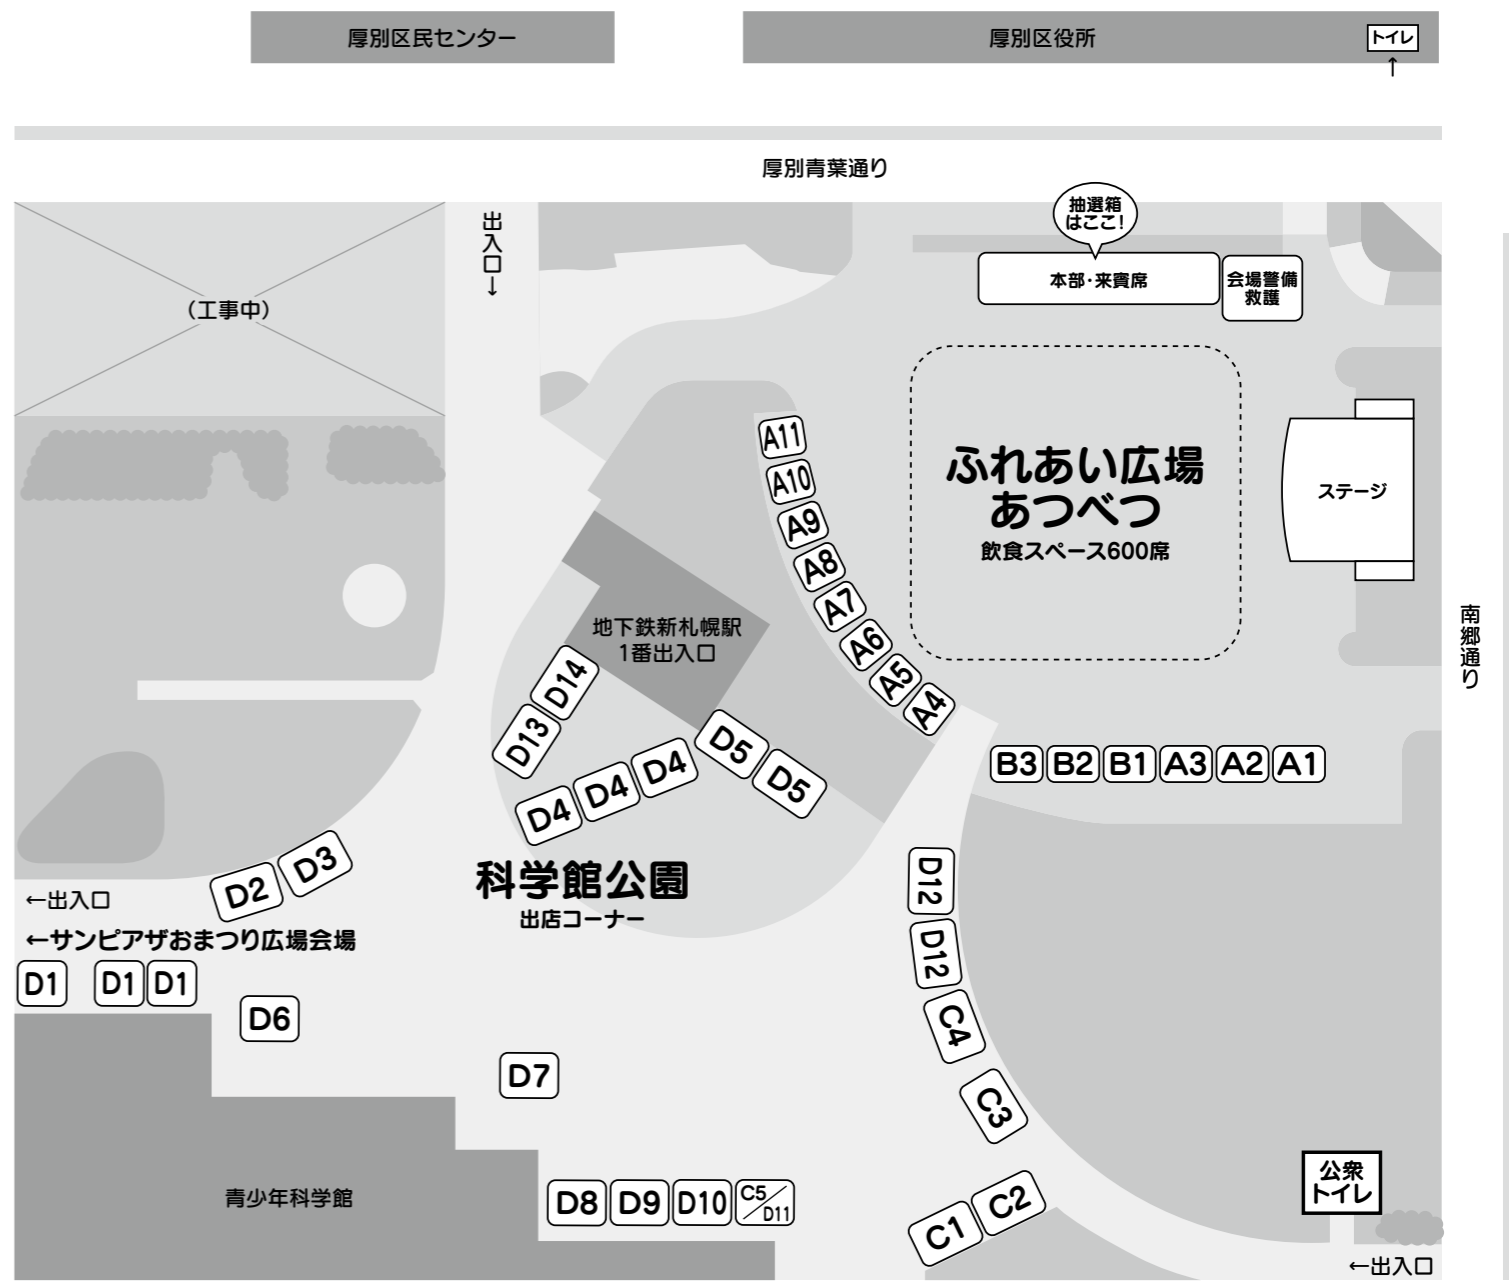 厚別区民センター
厚別区役所
トイレ
↑
厚別青葉通り
出入口→
抽選箱
はここ!
本部・来賓席
会場警備
救護
(工事中)
A11
A10
A9
A8
A7
A6
A5
A4
ふれあい広場
あつべつ
飲食スペース600席
ステージ
南郷通り
地下鉄新札幌駅
1番出入口
D14
D13
D4
D4
D4
D5
D5
B3
B2
B1
A3
A2
A1
D2
D3
科学館公園
出店コーナー
←出入口
←サンピアザおまつり広場会場
D1
D1
D1
D6
D7
D12
D12
C4
C3
C2
C1
青少年科学館
D8
D9
D10
C5/D11
公衆
トイレ
←出入口